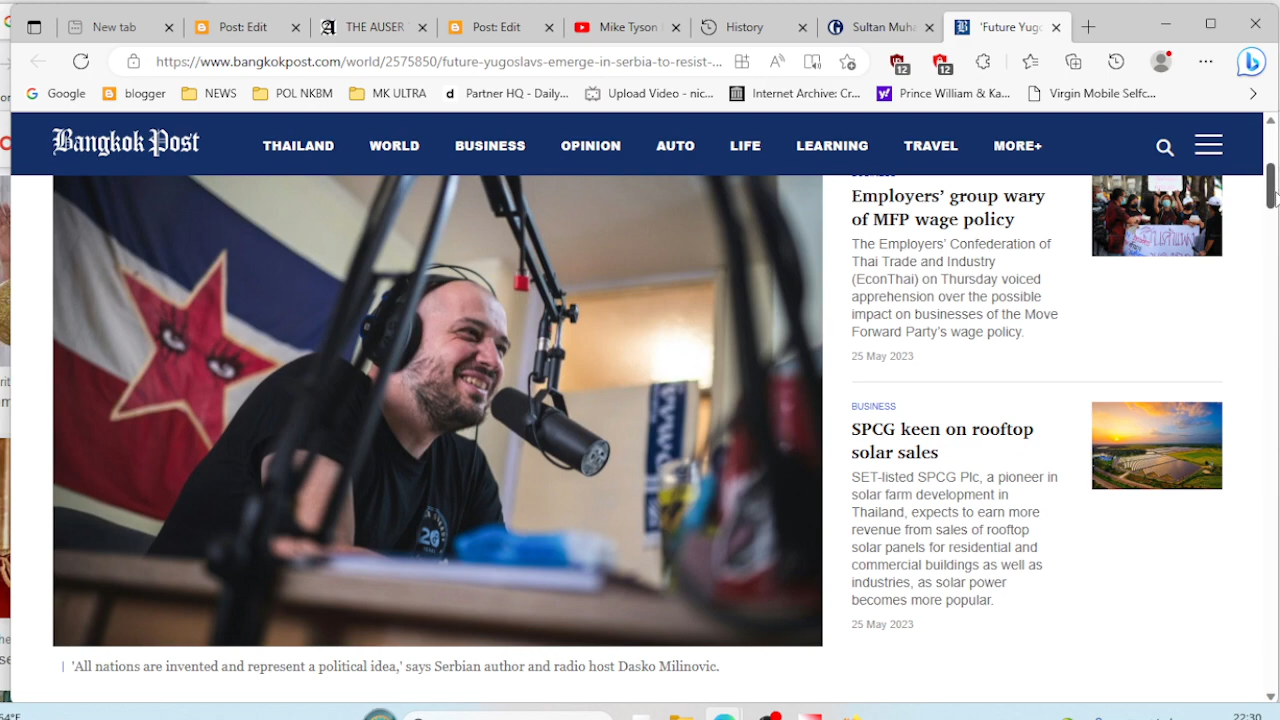 New tab
Post: Edit
THE AUSER
Post: Edit
Mike Tyson
History
Sultan Muha
'Future Yugo
https://www.bangkokpost.com/world/2575850/future-yugoslavs-emerge-in-serbia-to-resist-...
12
12
Google
blogger
NEWS
POL NKBM
MK ULTRA
Partner HQ - Daily...
Upload Video - nic...
Internet Archive: Cr...
Prince William & Ka...
Virgin Mobile Selfc...
Bangkok Post
THAILAND
WORLD
BUSINESS
OPINION
AUTO
LIFE
LEARNING
TRAVEL
MORE+
Employers' group wary
of MFP wage policy
The Employers' Confederation of
Thai Trade and Industry
(EconThai) on Thursday voiced
apprehension over the possible
impact on businesses of the Move
Forward Party's wage policy.
25 May 2023
BUSINESS
SPCG keen on rooftop
solar sales
SET-listed SPCG Plc, a pioneer in
solar farm development in
Thailand, expects to earn more
revenue from sales of rooftop
solar panels for residential and
commercial buildings as well as
industries, as solar power
becomes more popular.
25 May 2023
20
'All nations are invented and represent a political idea,' says Serbian author and radio host Dasko Milinovic.
22:30